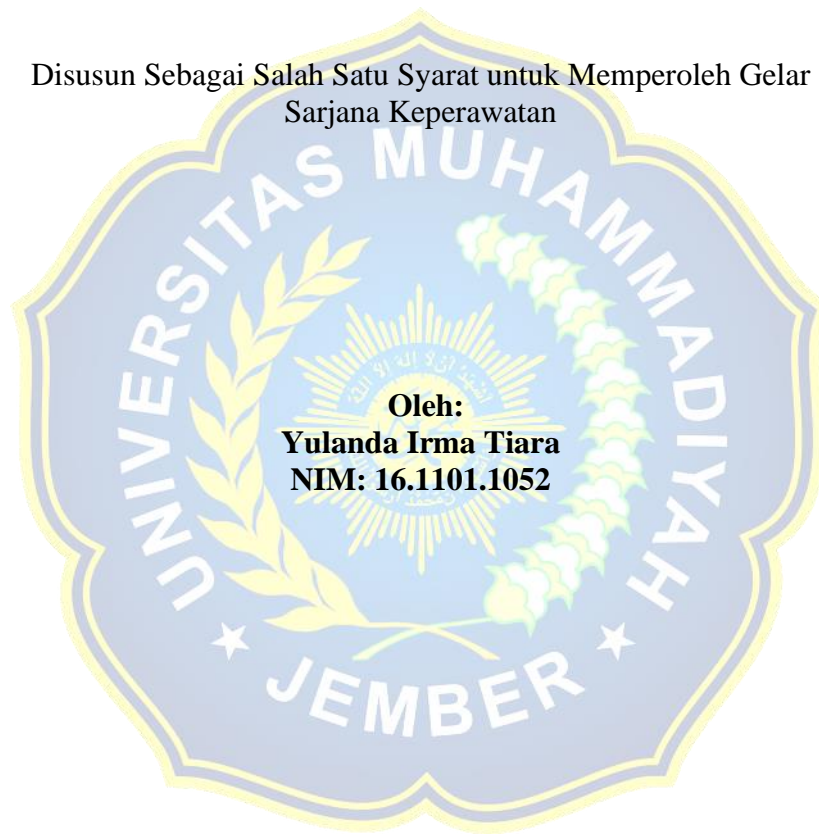 Disusun Sebagai Salah Satu Syarat untuk Memperoleh Gelar
Sarjana Keperawatan
UNIVERSITAS MUHAMMADIYAH
Oleh:
Yulanda Irma Tiara
NIM: 16.1101.1052
JEMBER